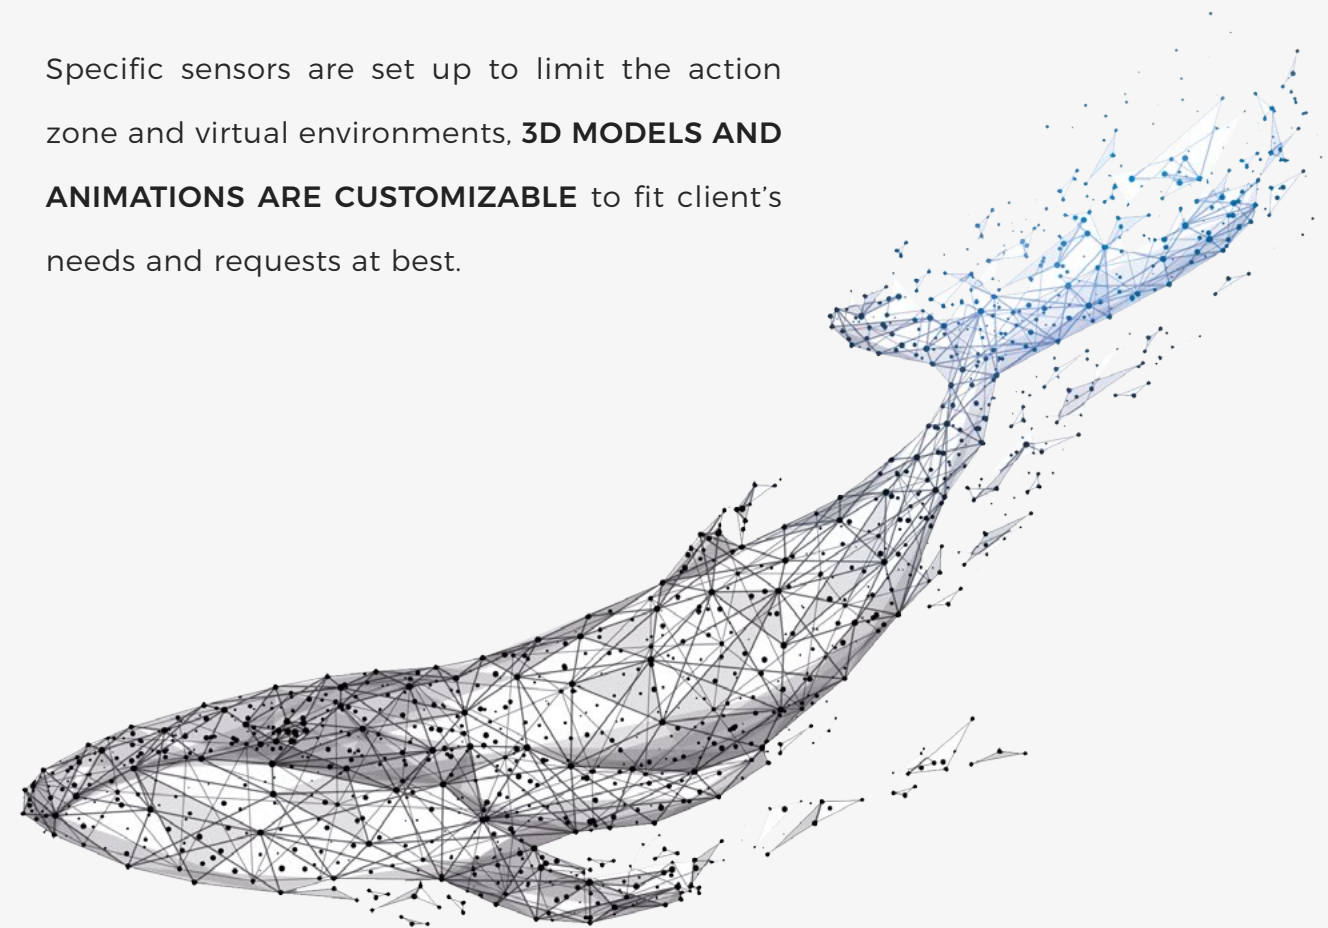 Specific sensors are set up to limit the action
zone and virtual environments, 3D MODELS AND
ANIMATIONS ARE CUSTOMIZABLE to fit client’s
needs and requests at best.